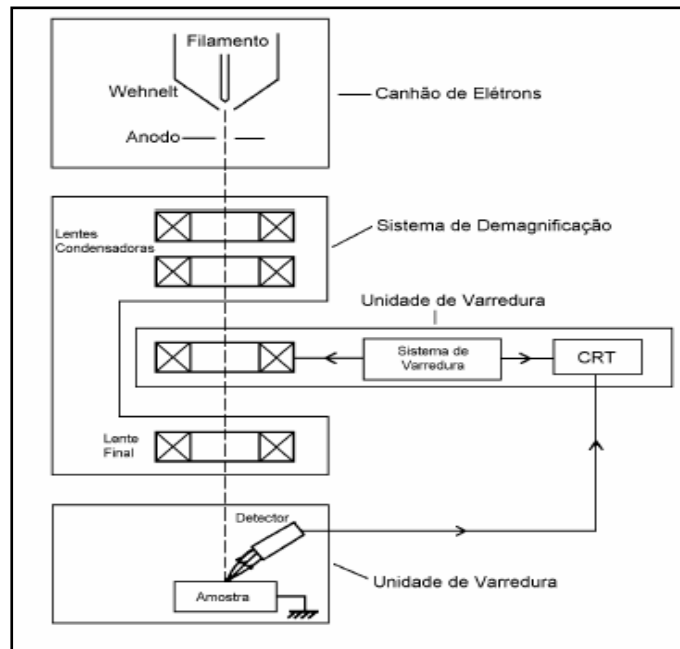 Filamento
Wehnelt
Canhão de Elétrons
Anodo
Lentes
Condensadoras
Sistema de Demagnificação
Unidade de Varredura
Sistema de
Varredura
CRT
Lente
Final
Detector
Unidade de Varredura
Amostra